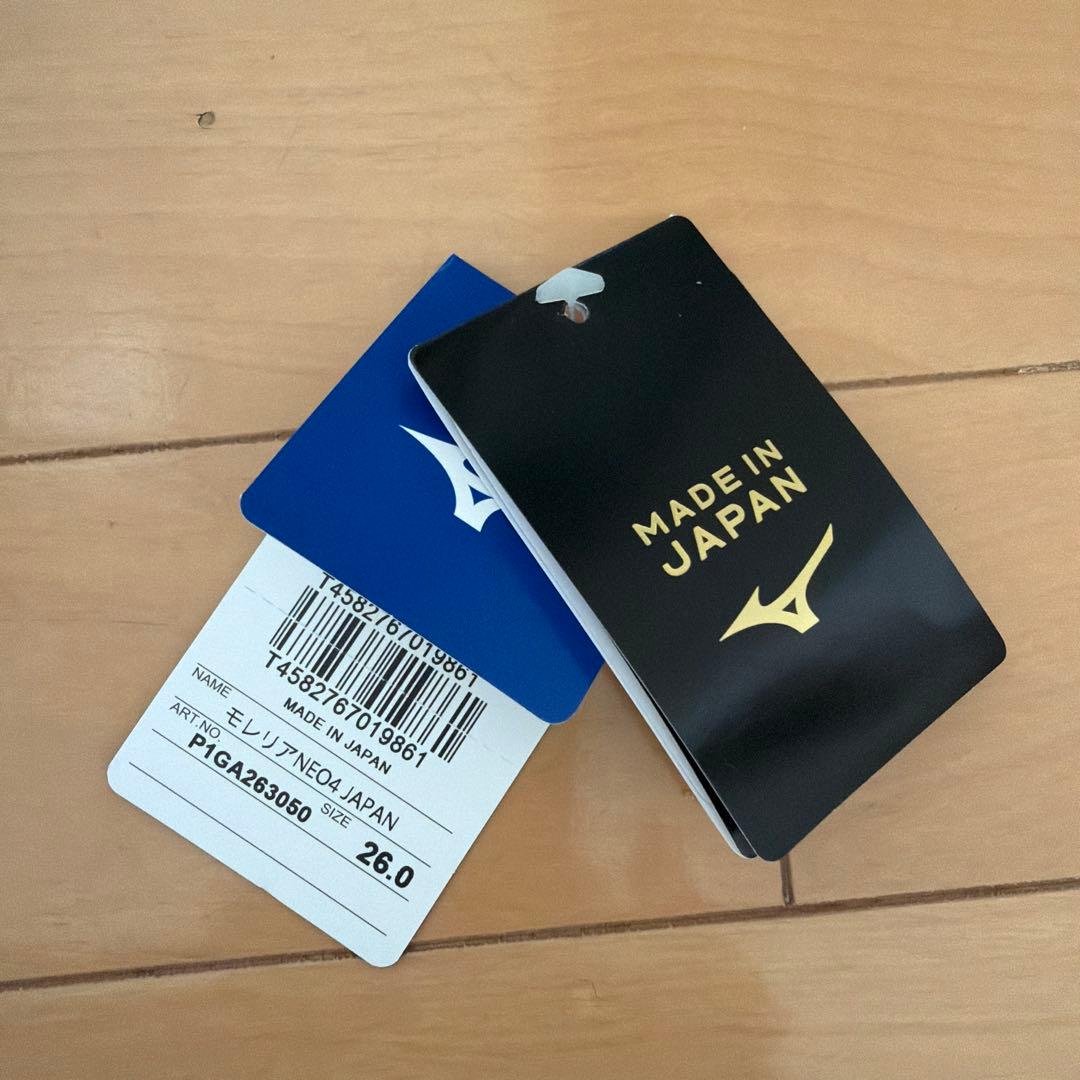 MADE IN
JAPAN
T4582767019861
T4582767019861
MADE IN JAPAN
NAME
モレリアNEO4 JAPAN
ART.NO.
P1GA263050
SIZE
26.0